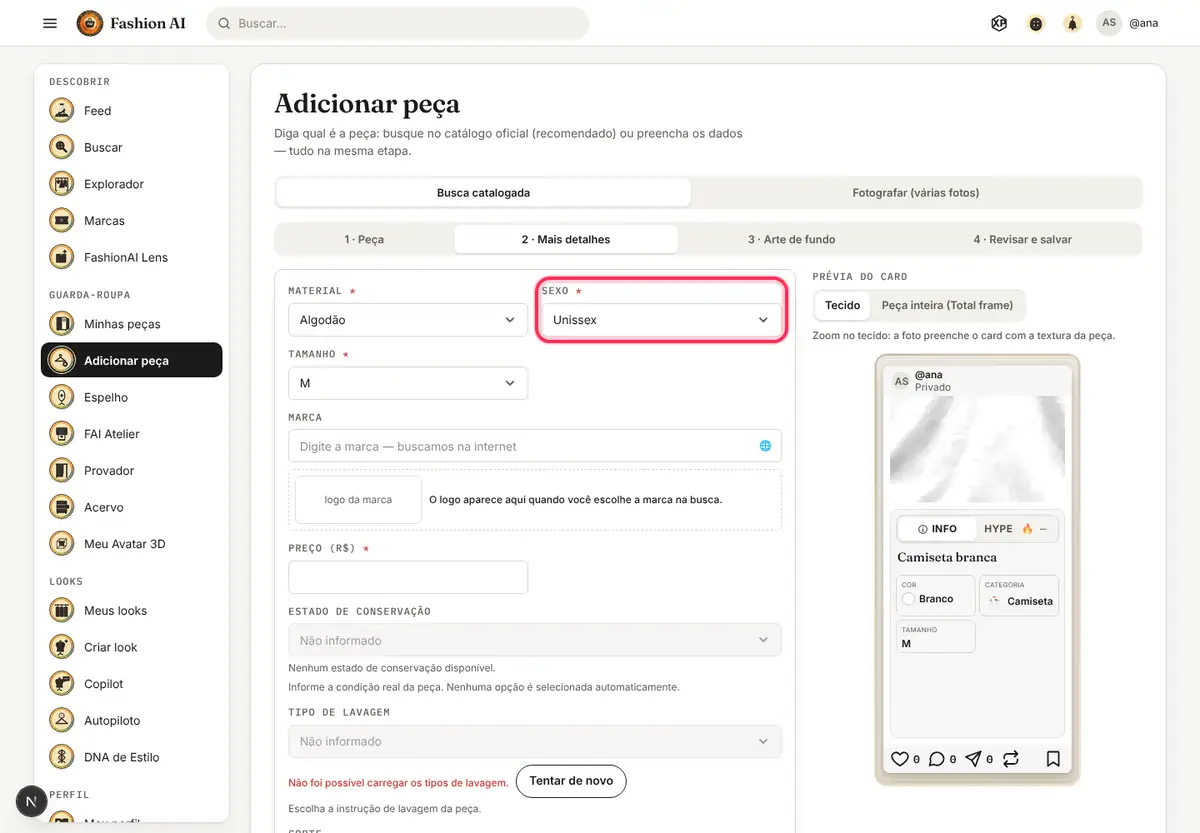 Fashion AI
Buscar...
XP
AS
@ana
DESCOBRIR
Feed
Buscar
Explorador
Marcas
FashionAI Lens
GUARDA-ROUPA
Minhas peças
Adicionar peça
Espelho
FAI Atelier
Provador
Acervo
Meu Avatar 3D
LOOKS
Meus looks
Criar look
Copilot
Autopiloto
DNA de Estilo
PERFIL
N
Adicionar peça
Diga qual é a peça: busque no catálogo oficial (recomendado) ou preencha os dados
— tudo na mesma etapa.
Busca catalogada
Fotografar (várias fotos)
1 · Peça
2 · Mais detalhes
3 · Arte de fundo
4 · Revisar e salvar
MATERIAL *
Algodão
SEXO *
Unissex
TAMANHO *
M
MARCA
Digite a marca — buscamos na internet
logo da marca
O logo aparece aqui quando você escolhe a marca na busca.
PREÇO (R$) *
ESTADO DE CONSERVAÇÃO
Não informado
Nenhum estado de conservação disponível.
Informe a condição real da peça. Nenhuma opção é selecionada automaticamente.
TIPO DE LAVAGEM
Não informado
Não foi possível carregar os tipos de lavagem.
Tentar de novo
Escolha a instrução de lavagem da peça.
PRÉVIA DO CARD
Tecido
Peça inteira (Total frame)
Zoom no tecido: a foto preenche o card com a textura da peça.
AS
@ana
Privado
INFO
HYPE 🔥 —
Camiseta branca
COR
Branco
CATEGORIA
Camiseta
TAMANHO
M
0
0
0